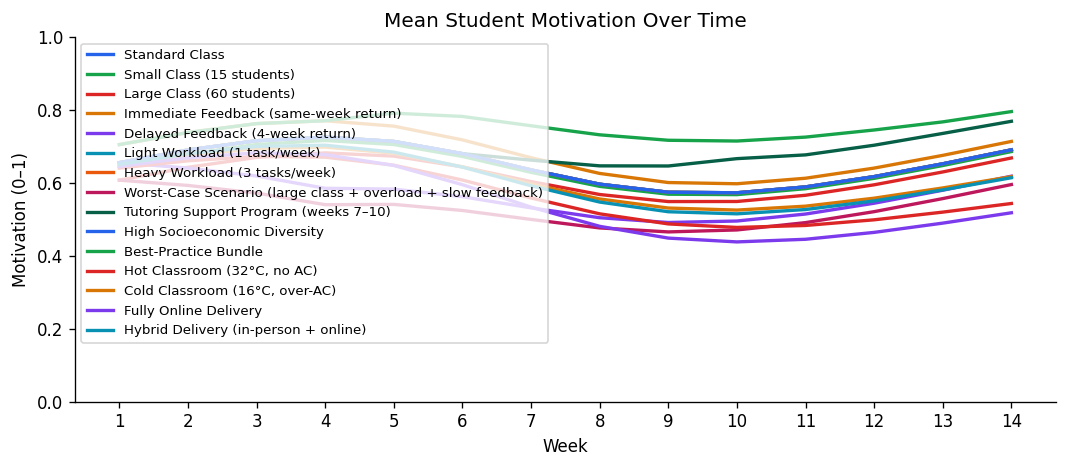 Mean Student Motivation Over Time
Motivation (0–1)
1.0
0.8
0.6
0.4
0.2
0.0
Standard Class
Small Class (15 students)
Large Class (60 students)
Immediate Feedback (same-week return)
Delayed Feedback (4-week return)
Light Workload (1 task/week)
Heavy Workload (3 tasks/week)
Worst-Case Scenario (large class + overload + slow feedback)
Tutoring Support Program (weeks 7–10)
High Socioeconomic Diversity
Best-Practice Bundle
Hot Classroom (32°C, no AC)
Cold Classroom (16°C, over-AC)
Fully Online Delivery
Hybrid Delivery (in-person + online)
1 2 3 4 5 6 7 8 9 10 11 12 13 14
Week